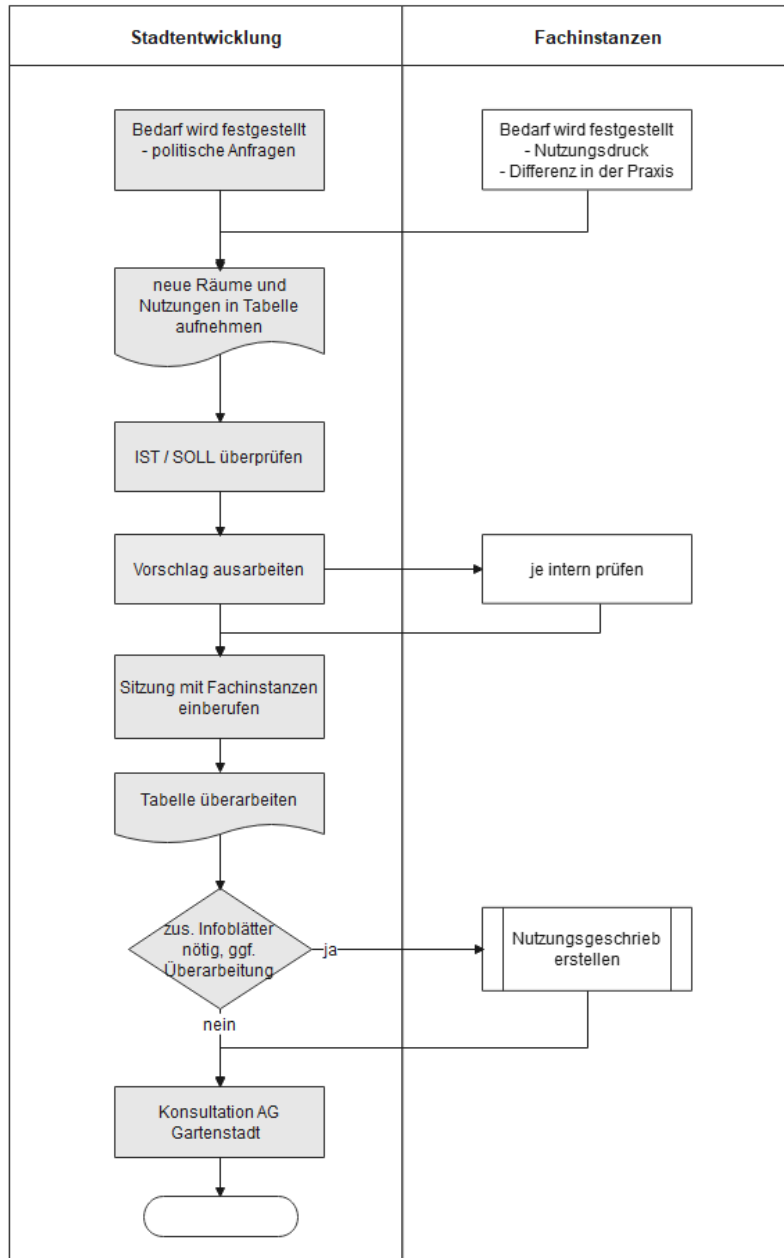 Stadtentwicklung
Fachinstanzen
Bedarf wird festgestellt
- politische Anfragen
Bedarf wird festgestellt
- Nutzungsdruck
- Differenz in der Praxis
neue Räume und
Nutzungen in Tabelle
aufnehmen
IST / SOLL überprüfen
Vorschlag ausarbeiten
je intern prüfen
Sitzung mit Fachinstanzen
einberufen
Tabelle überarbeiten
zus. Infoblätter
nötig, ggf.
Überarbeitung
ja
Nutzungsgeschrieb
erstellen
nein
Konsultation AG
Gartenstadt